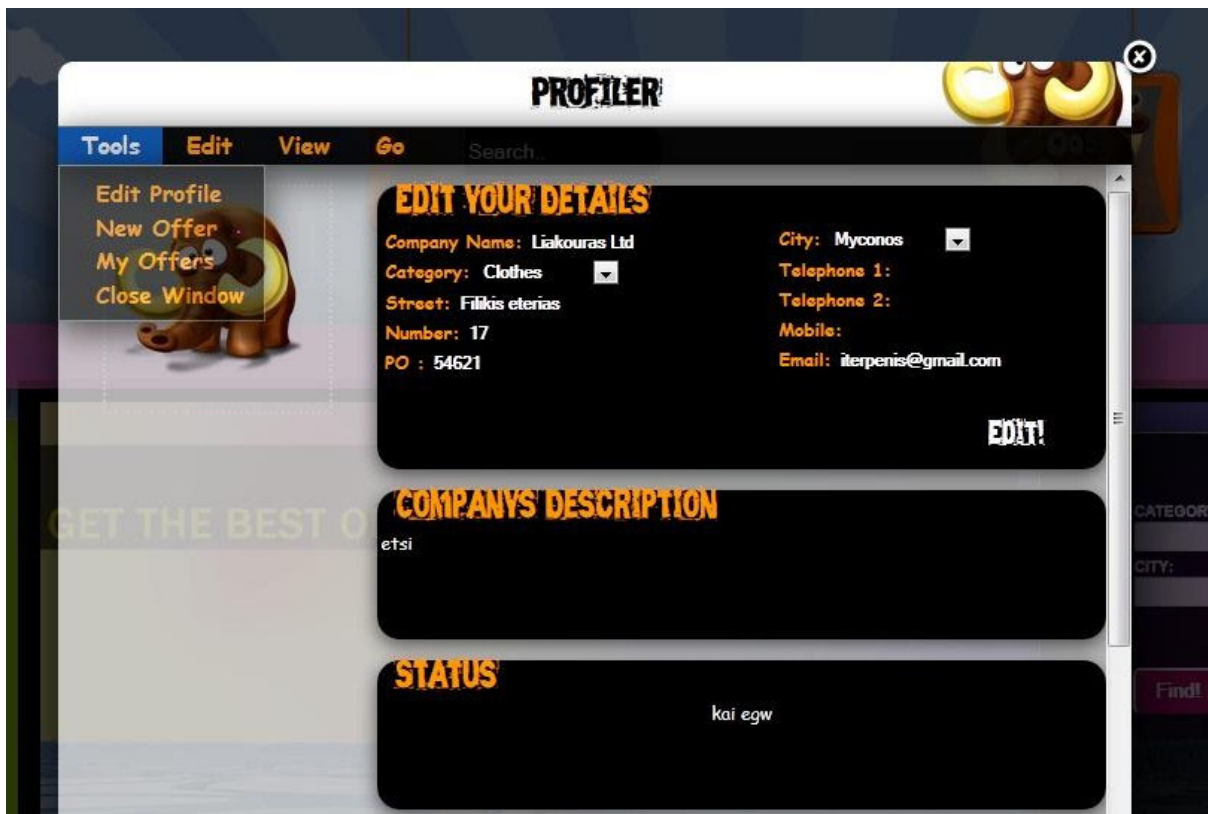 PROFILER
Tools Edit View Go Search..
Edit Profile
New Offer
My Offers
Close Window
EDIT YOUR DETAILS
Company Name: Liakouras Ltd
Category: Clothes
Street: Filikis eterias
Number: 17
PO : 54621
City: Myconos
Telephone 1:
Telephone 2:
Mobile:
Email: iterpenis@gmail.com
EDIT!
COMPANYS DESCRIPTION
etsi
STATUS
kai egw
GET THE BEST O
CATEGOR
CITY:
Find!